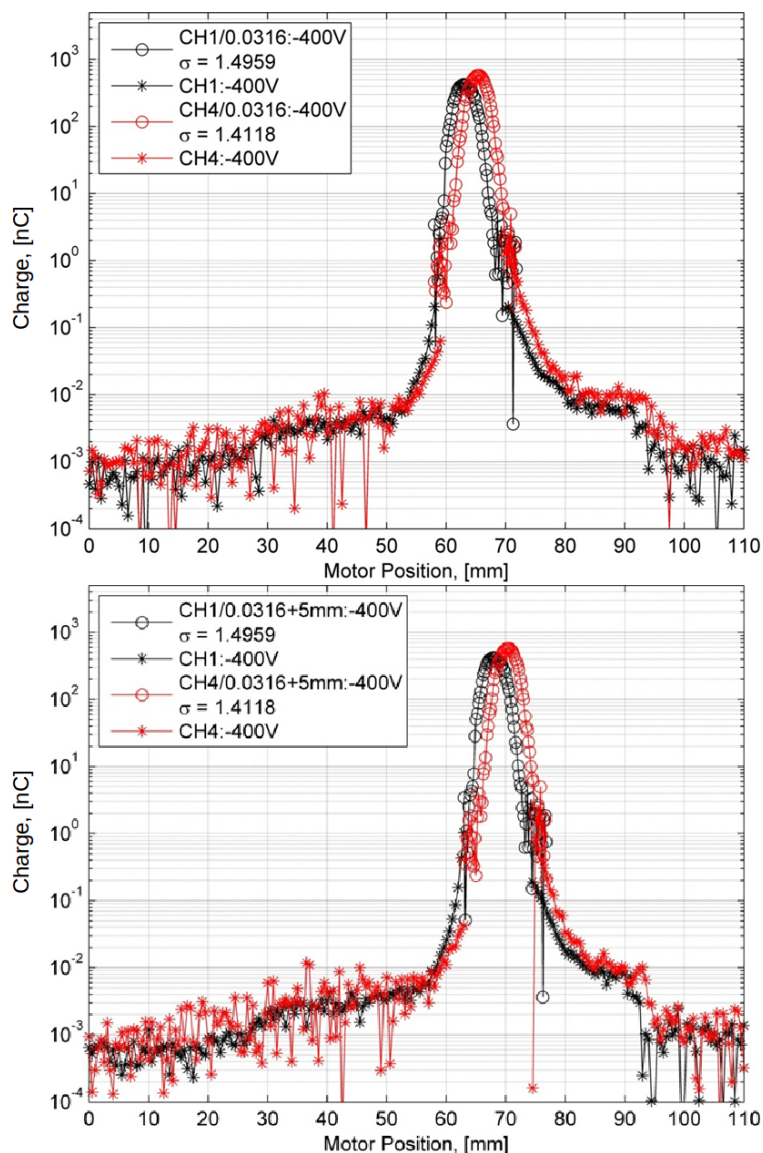 10^3
10^2
10^1
10^0
10^-1
10^-2
10^-3
10^-4
Charge, [nC]
CH1/0.0316:-400V
σ = 1.4959
CH1:-400V
CH4/0.0316:-400V
σ = 1.4118
CH4:-400V
0 10 20 30 40 50 60 70 80 90 100 110
Motor Position, [mm]
10^3
10^2
10^1
10^0
10^-1
10^-2
10^-3
10^-4
Charge, [nC]
CH1/0.0316+5mm:-400V
σ = 1.4959
CH1:-400V
CH4/0.0316+5mm:-400V
σ = 1.4118
CH4:-400V
0 10 20 30 40 50 60 70 80 90 100 110
Motor Position, [mm]